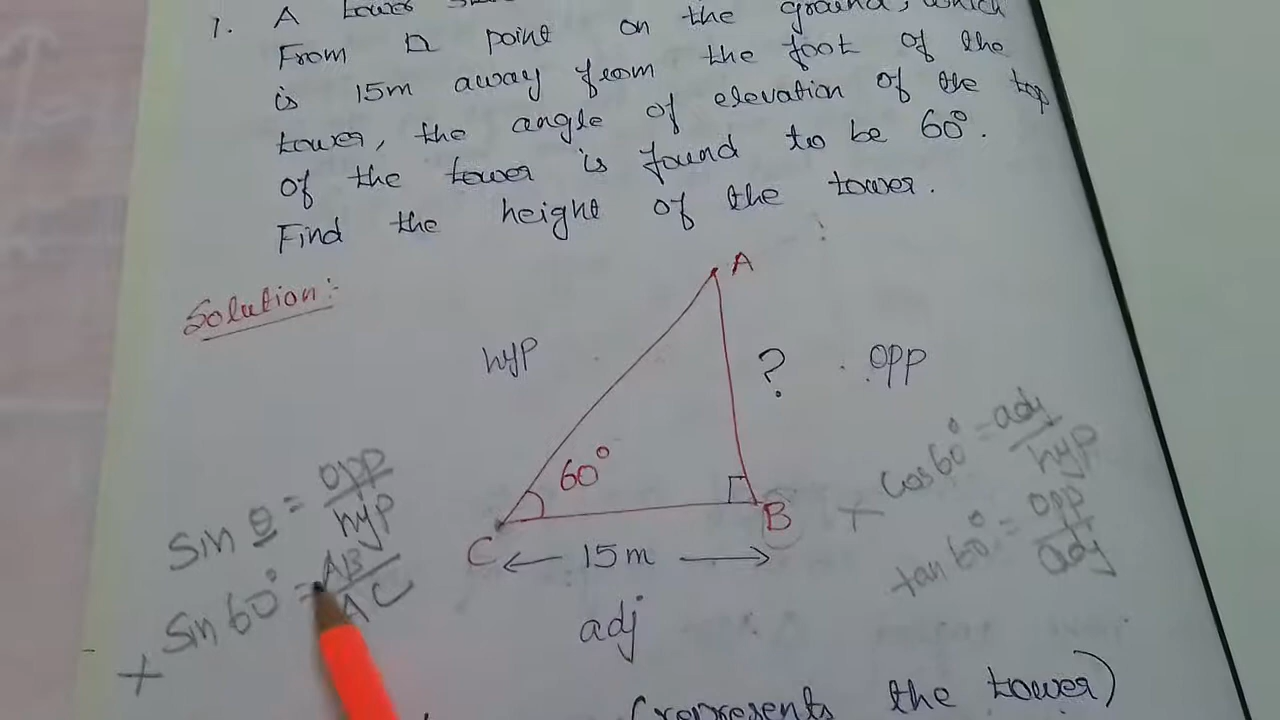 1. A tower
ground, which
From a point on the
is 15m away from the foot of the
tower, the angle of elevation of the top
of the tower is found to be 60°.
Find the height of the tower.
Solution:-
A
hyp
?
opp
60°
C
B
15m
adj
sin θ = opp/hyp
sin 60° = AB/AC
+
+ cos 60° = adj/hyp
tan 60° = opp/adj
(represents the tower)